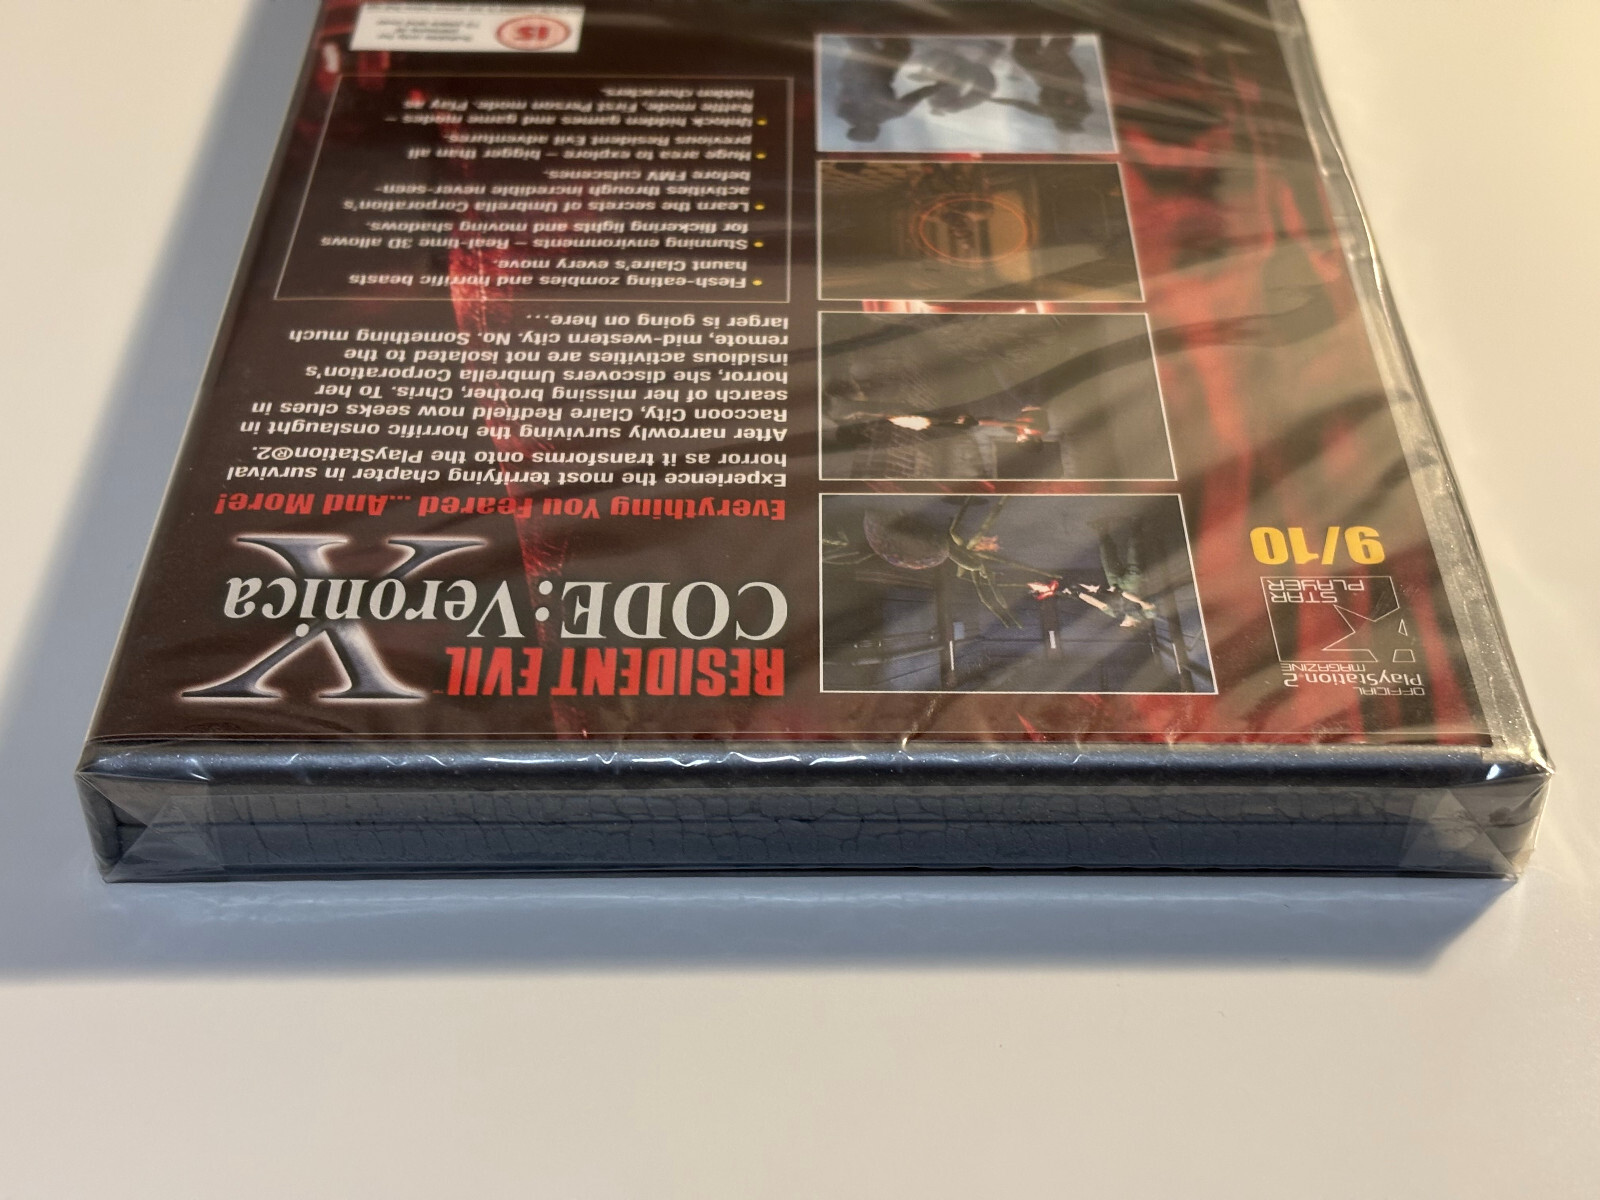 OFFICIAL
PlayStation 2
MAGAZINE
STAR
PLAYER
9/10
RESIDENT EVIL™
CODE: Veronica
X
Everything You Feared...And More!
Experience the most terrifying chapter in survival
horror as it transforms onto the PlayStation®2.
After narrowly surviving the horrific onslaught in
Raccoon City, Claire Redfield now seeks clues in
search of her missing brother, Chris. To her
horror, she discovers Umbrella Corporation's
insidious activities are not isolated to the
remote, mid-western city. No. Something much
larger is going on here...
• Flesh-eating zombies and horrific beasts
haunt Claire's every move.
• Stunning environments – Real-time 3D allows
for flickering lights and moving shadows.
• Learn the secrets of Umbrella Corporation's
activities through incredible never-seen-
before FMV cutscenes.
• Huge area to explore – bigger than all
previous Resident Evil adventures.
• Unlock hidden games and game modes –
Battle mode, First Person mode, Play as
hidden characters.
15
Suitable only for